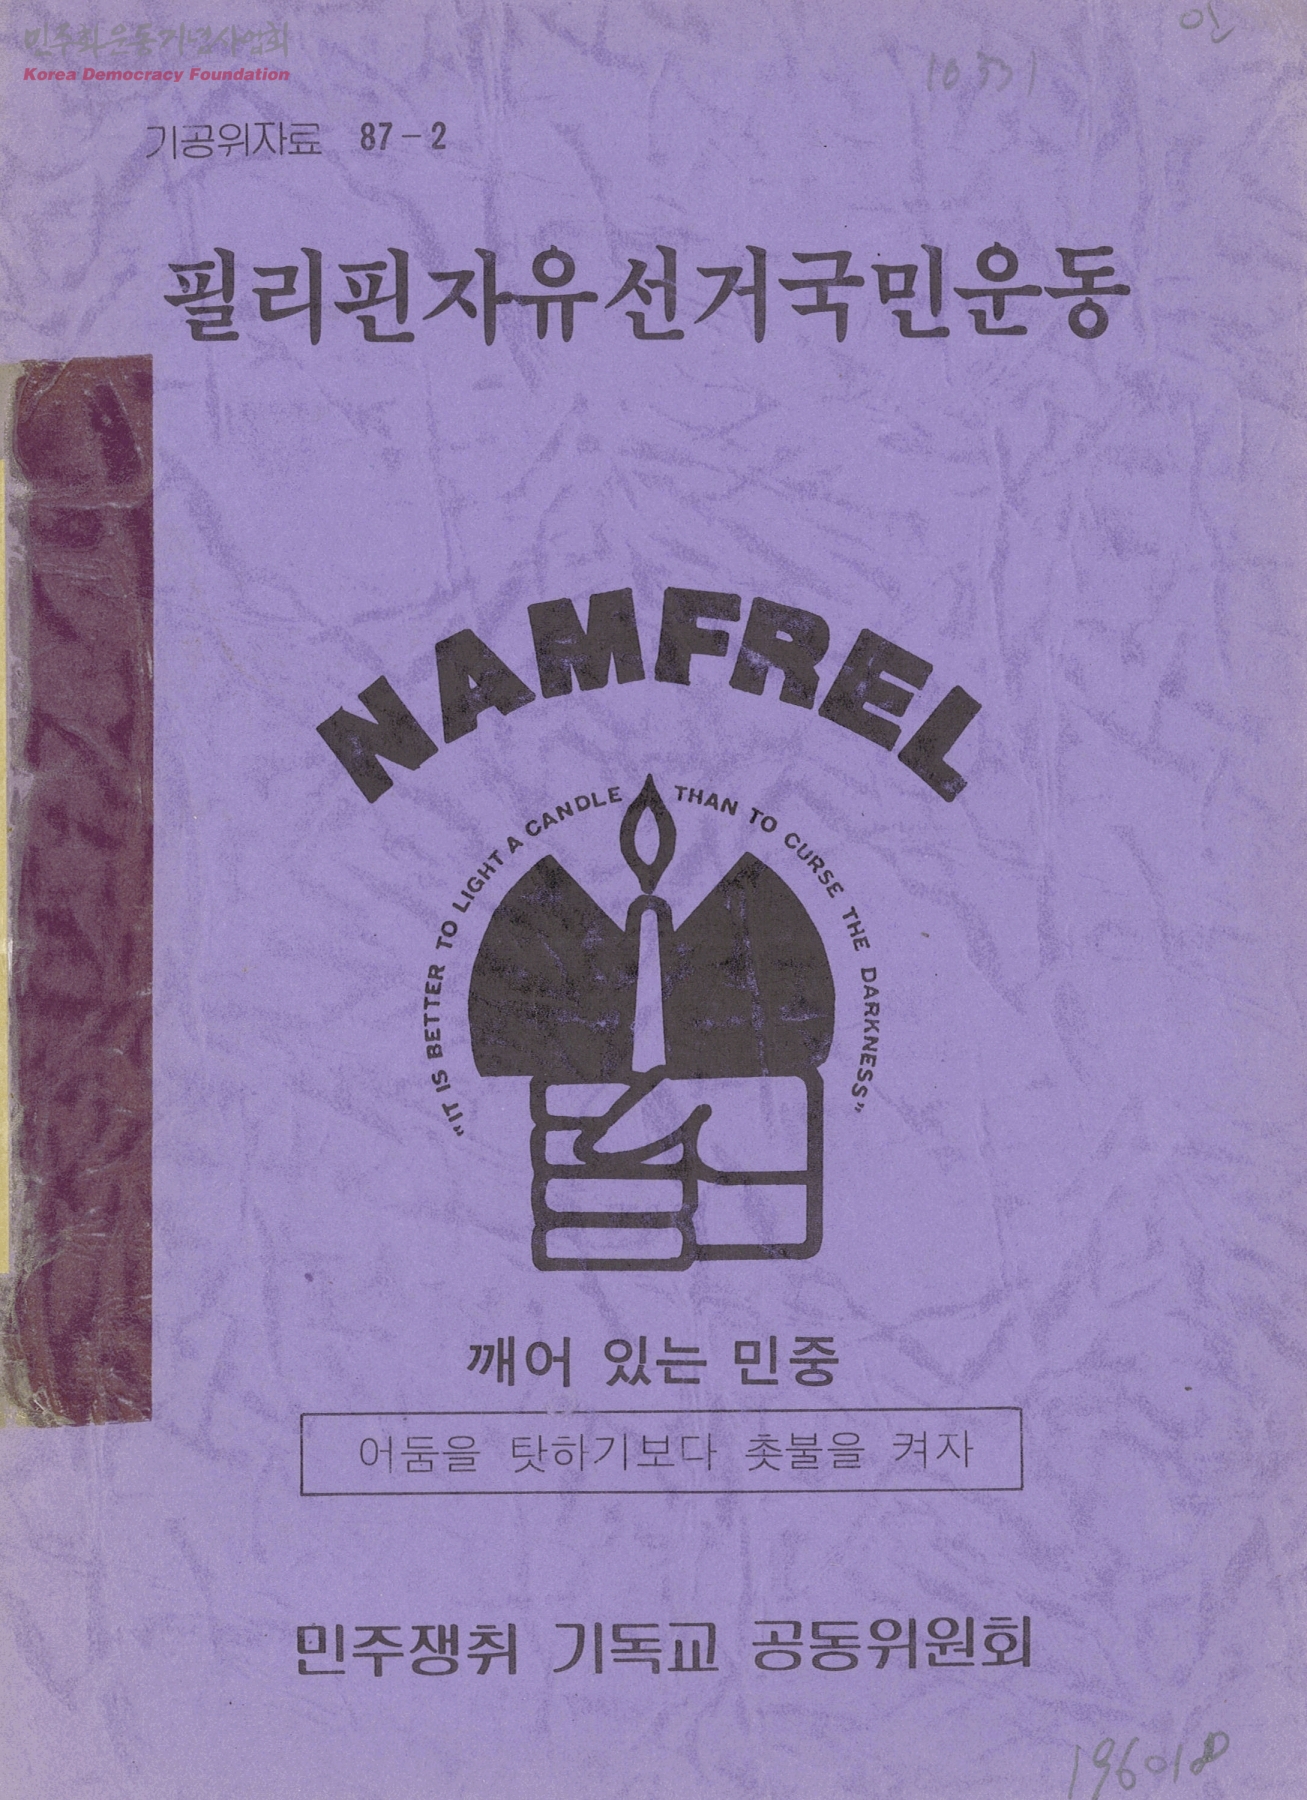 민주화운동기념사업회
Korea Democracy Foundation
인
10331
기공위자료 87-2
필리핀자유선거국민운동
NAMFREL
"IT IS BETTER TO LIGHT A CANDLE THAN TO CURSE THE DARKNESS"
깨어 있는 민중
어둠을 탓하기보다 촛불을 켜자
민주쟁취 기독교 공동위원회